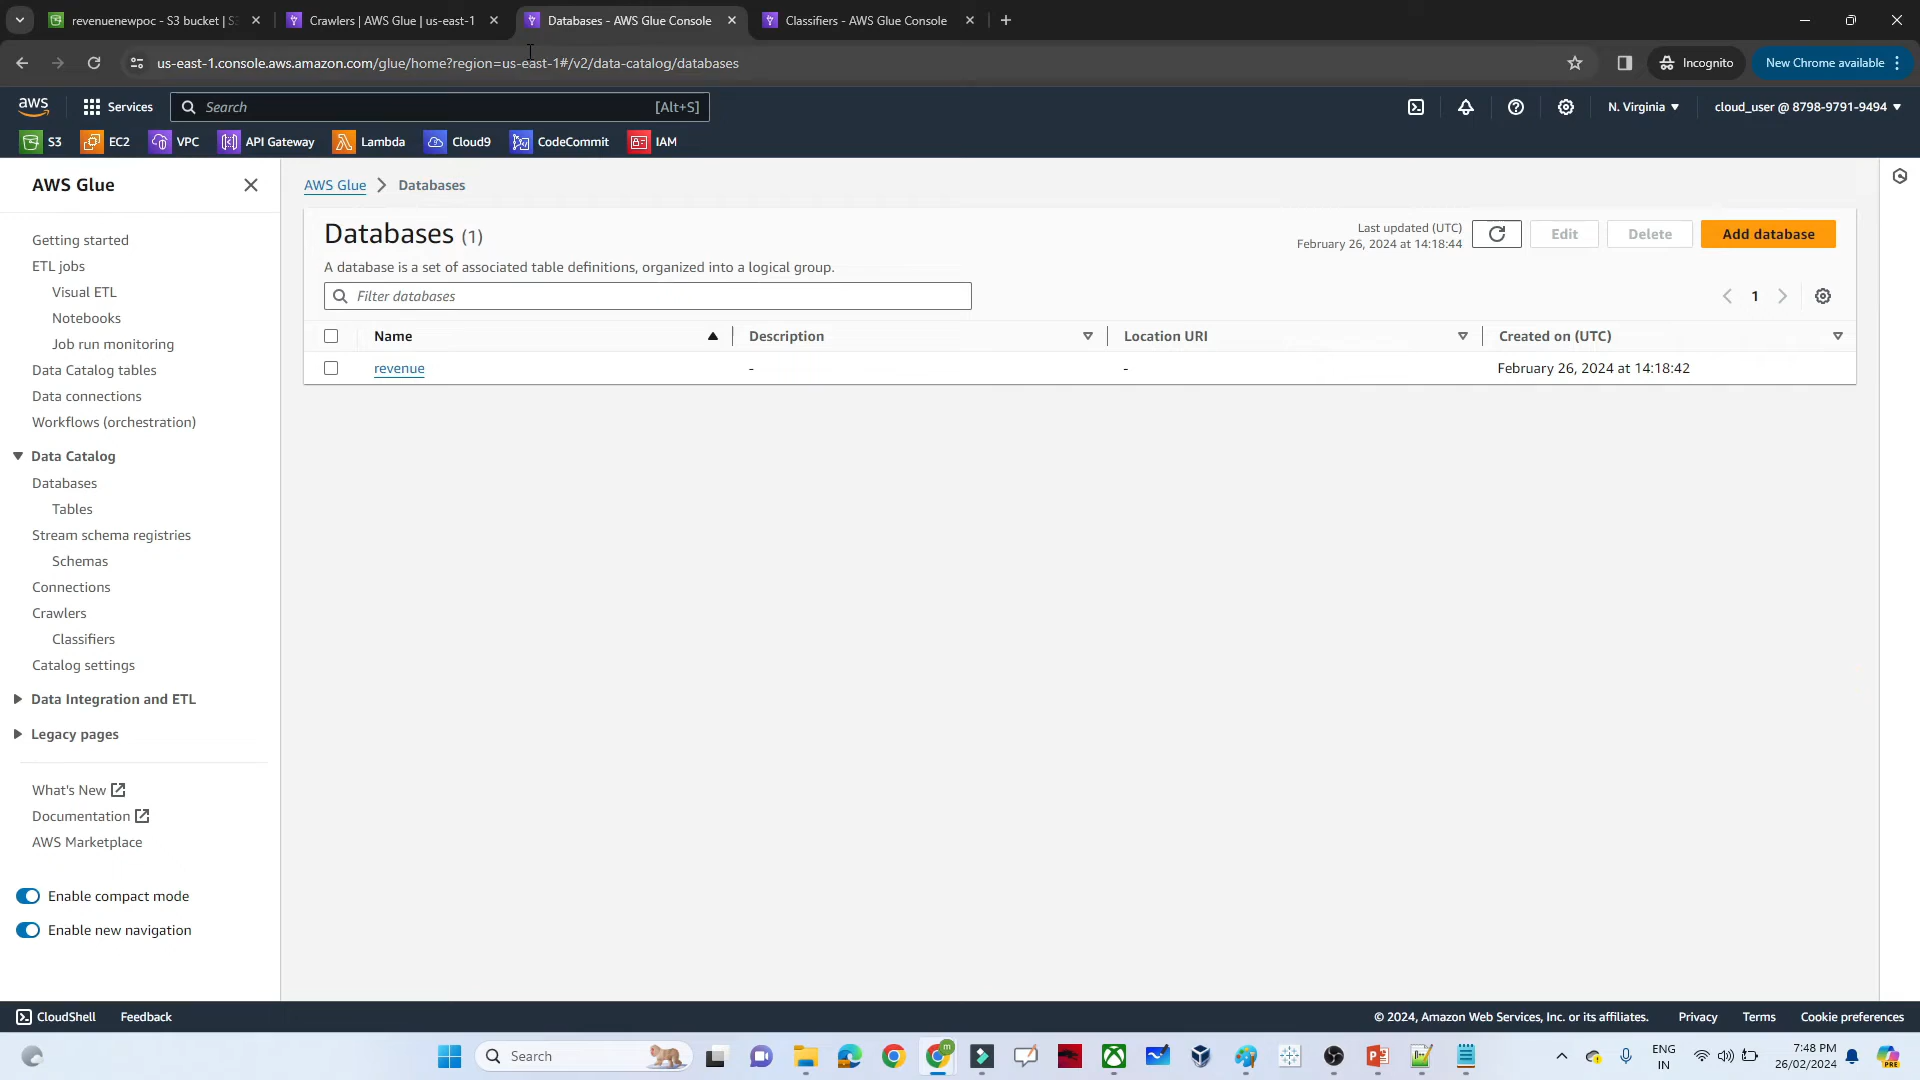 revenuenewpoc - S3 bucket | S
Crawlers | AWS Glue | us-east-1
Databases - AWS Glue Console
Classifiers - AWS Glue Console
us-east-1.console.aws.amazon.com/glue/home?region=us-east-1#/v2/data-catalog/databases
Incognito
New Chrome available
aws
Services
Search
[Alt+S]
N. Virginia
cloud_user @ 8798-9791-9494
S3
EC2
VPC
API Gateway
Lambda
Cloud9
CodeCommit
IAM
AWS Glue
Getting started
ETL jobs
Visual ETL
Notebooks
Job run monitoring
Data Catalog tables
Data connections
Workflows (orchestration)
Data Catalog
Databases
Tables
Stream schema registries
Schemas
Connections
Crawlers
Classifiers
Catalog settings
Data Integration and ETL
Legacy pages
What's New
Documentation
AWS Marketplace
Enable compact mode
Enable new navigation
AWS Glue > Databases
Databases (1)
Last updated (UTC)
February 26, 2024 at 14:18:44
Edit
Delete
Add database
A database is a set of associated table definitions, organized into a logical group.
Filter databases
1
Name
Description
Location URI
Created on (UTC)
revenue
-
-
February 26, 2024 at 14:18:42
CloudShell
Feedback
© 2024, Amazon Web Services, Inc. or its affiliates.
Privacy
Terms
Cookie preferences
Search
ENG
IN
7:48 PM
26/02/2024